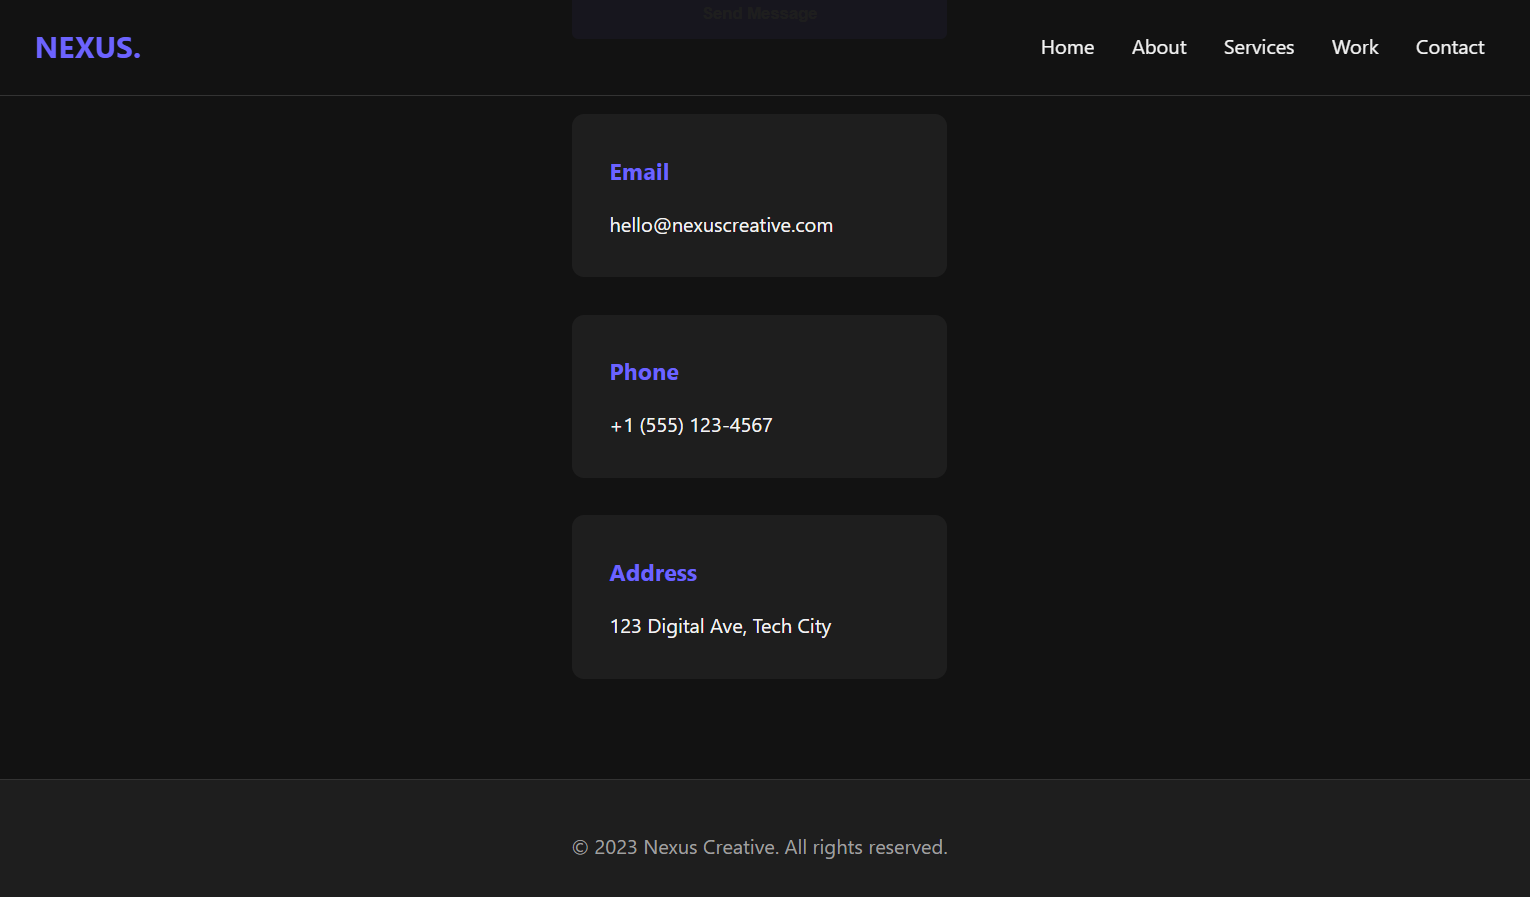 Send Message
NEXUS.
Home About Services Work Contact
Email
hello@nexuscreative.com
Phone
+1 (555) 123-4567
Address
123 Digital Ave, Tech City
© 2023 Nexus Creative. All rights reserved.